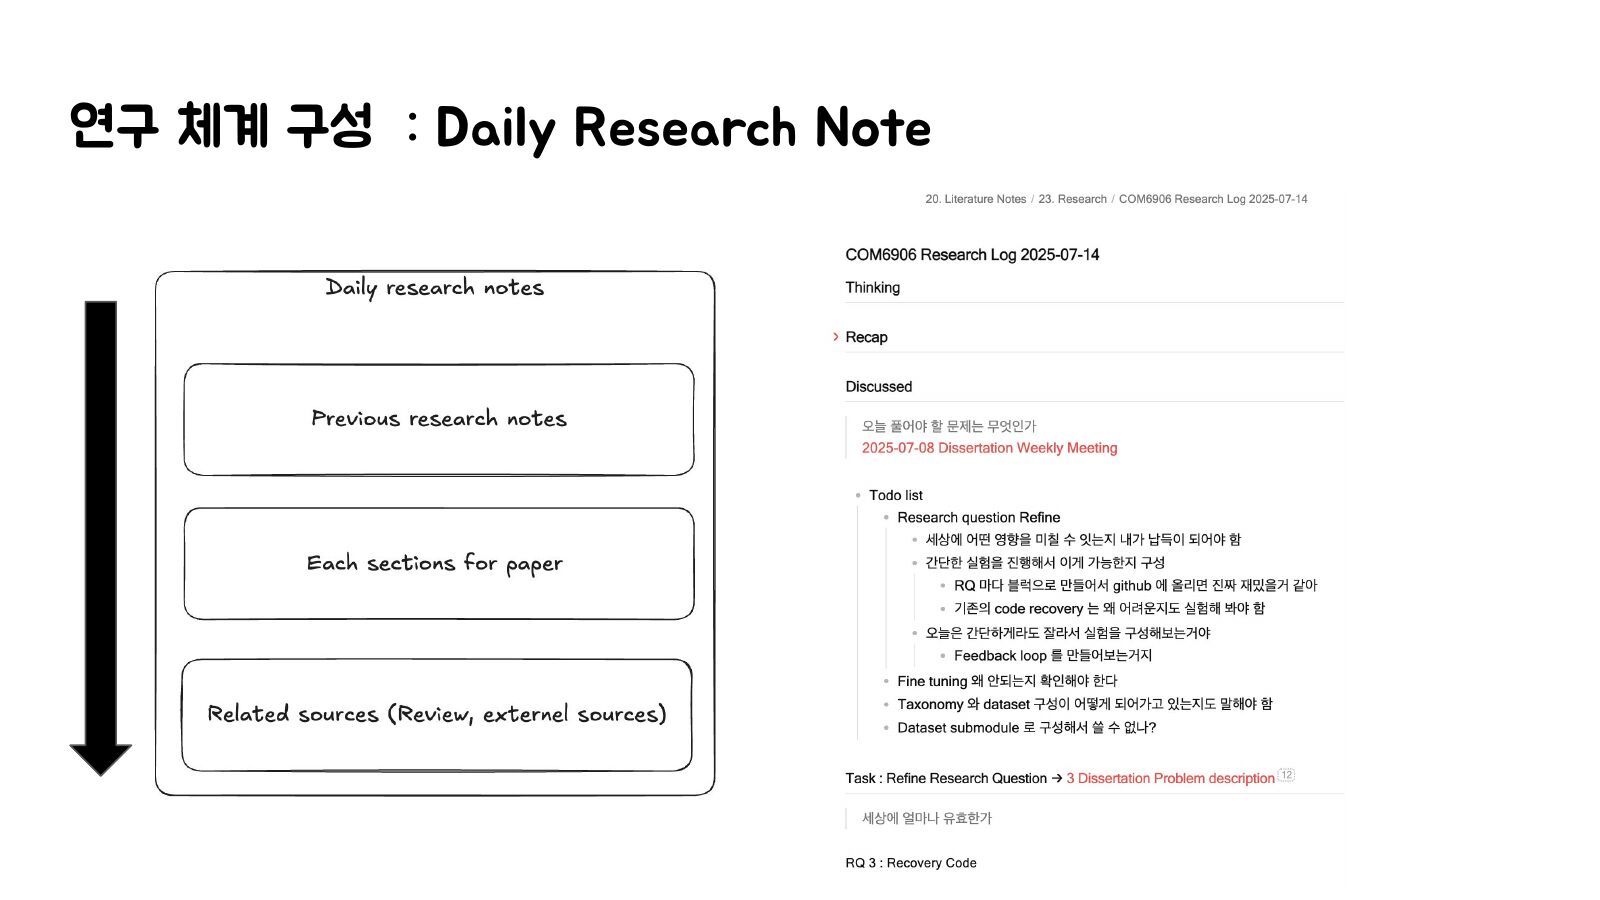 연구 체계 구성 : Daily Research Note
Daily research notes
Previous research notes
Each sections for paper
Related sources (Review, externel sources)
20. Literature Notes / 23. Research / COM6906 Research Log 2025-07-14
COM6906 Research Log 2025-07-14
Thinking
Recap
Discussed
오늘 풀어야 할 문제는 무엇인가
2025-07-08 Dissertation Weekly Meeting
Todo list
Research question Refine
세상에 어떤 영향을 미칠 수 잇는지 내가 납득이 되어야 함
간단한 실험을 진행해서 이게 가능한지 구성
RQ 마다 블럭으로 만들어서 github 에 올리면 진짜 재밌을거 같아
기존의 code recovery 는 왜 어려운지도 실험해 봐야 함
오늘은 간단하게라도 잘라서 실험을 구성해보는거야
Feedback loop 를 만들어보는거지
Fine tuning 왜 안되는지 확인해야 한다
Taxonomy 와 dataset 구성이 어떻게 되어가고 있는지도 말해야 함
Dataset submodule 로 구성해서 쓸 수 없나?
Task : Refine Research Question → 3 Dissertation Problem description 12
세상에 얼마나 유효한가
RQ 3 : Recovery Code